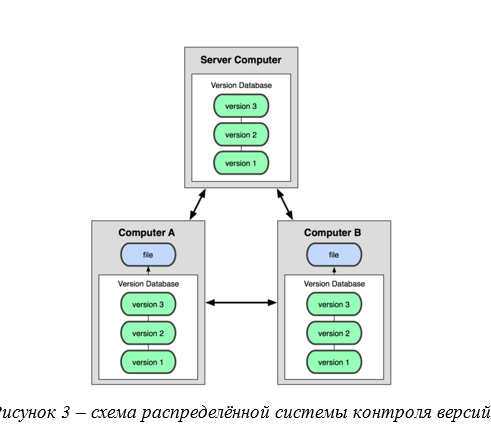 Server Computer
Version Database
version 3
version 2
version 1
Computer A
file
Version Database
version 3
version 2
version 1
Computer B
file
Version Database
version 3
version 2
version 1
Рисунок 3 – схема распределённой системы контроля версий